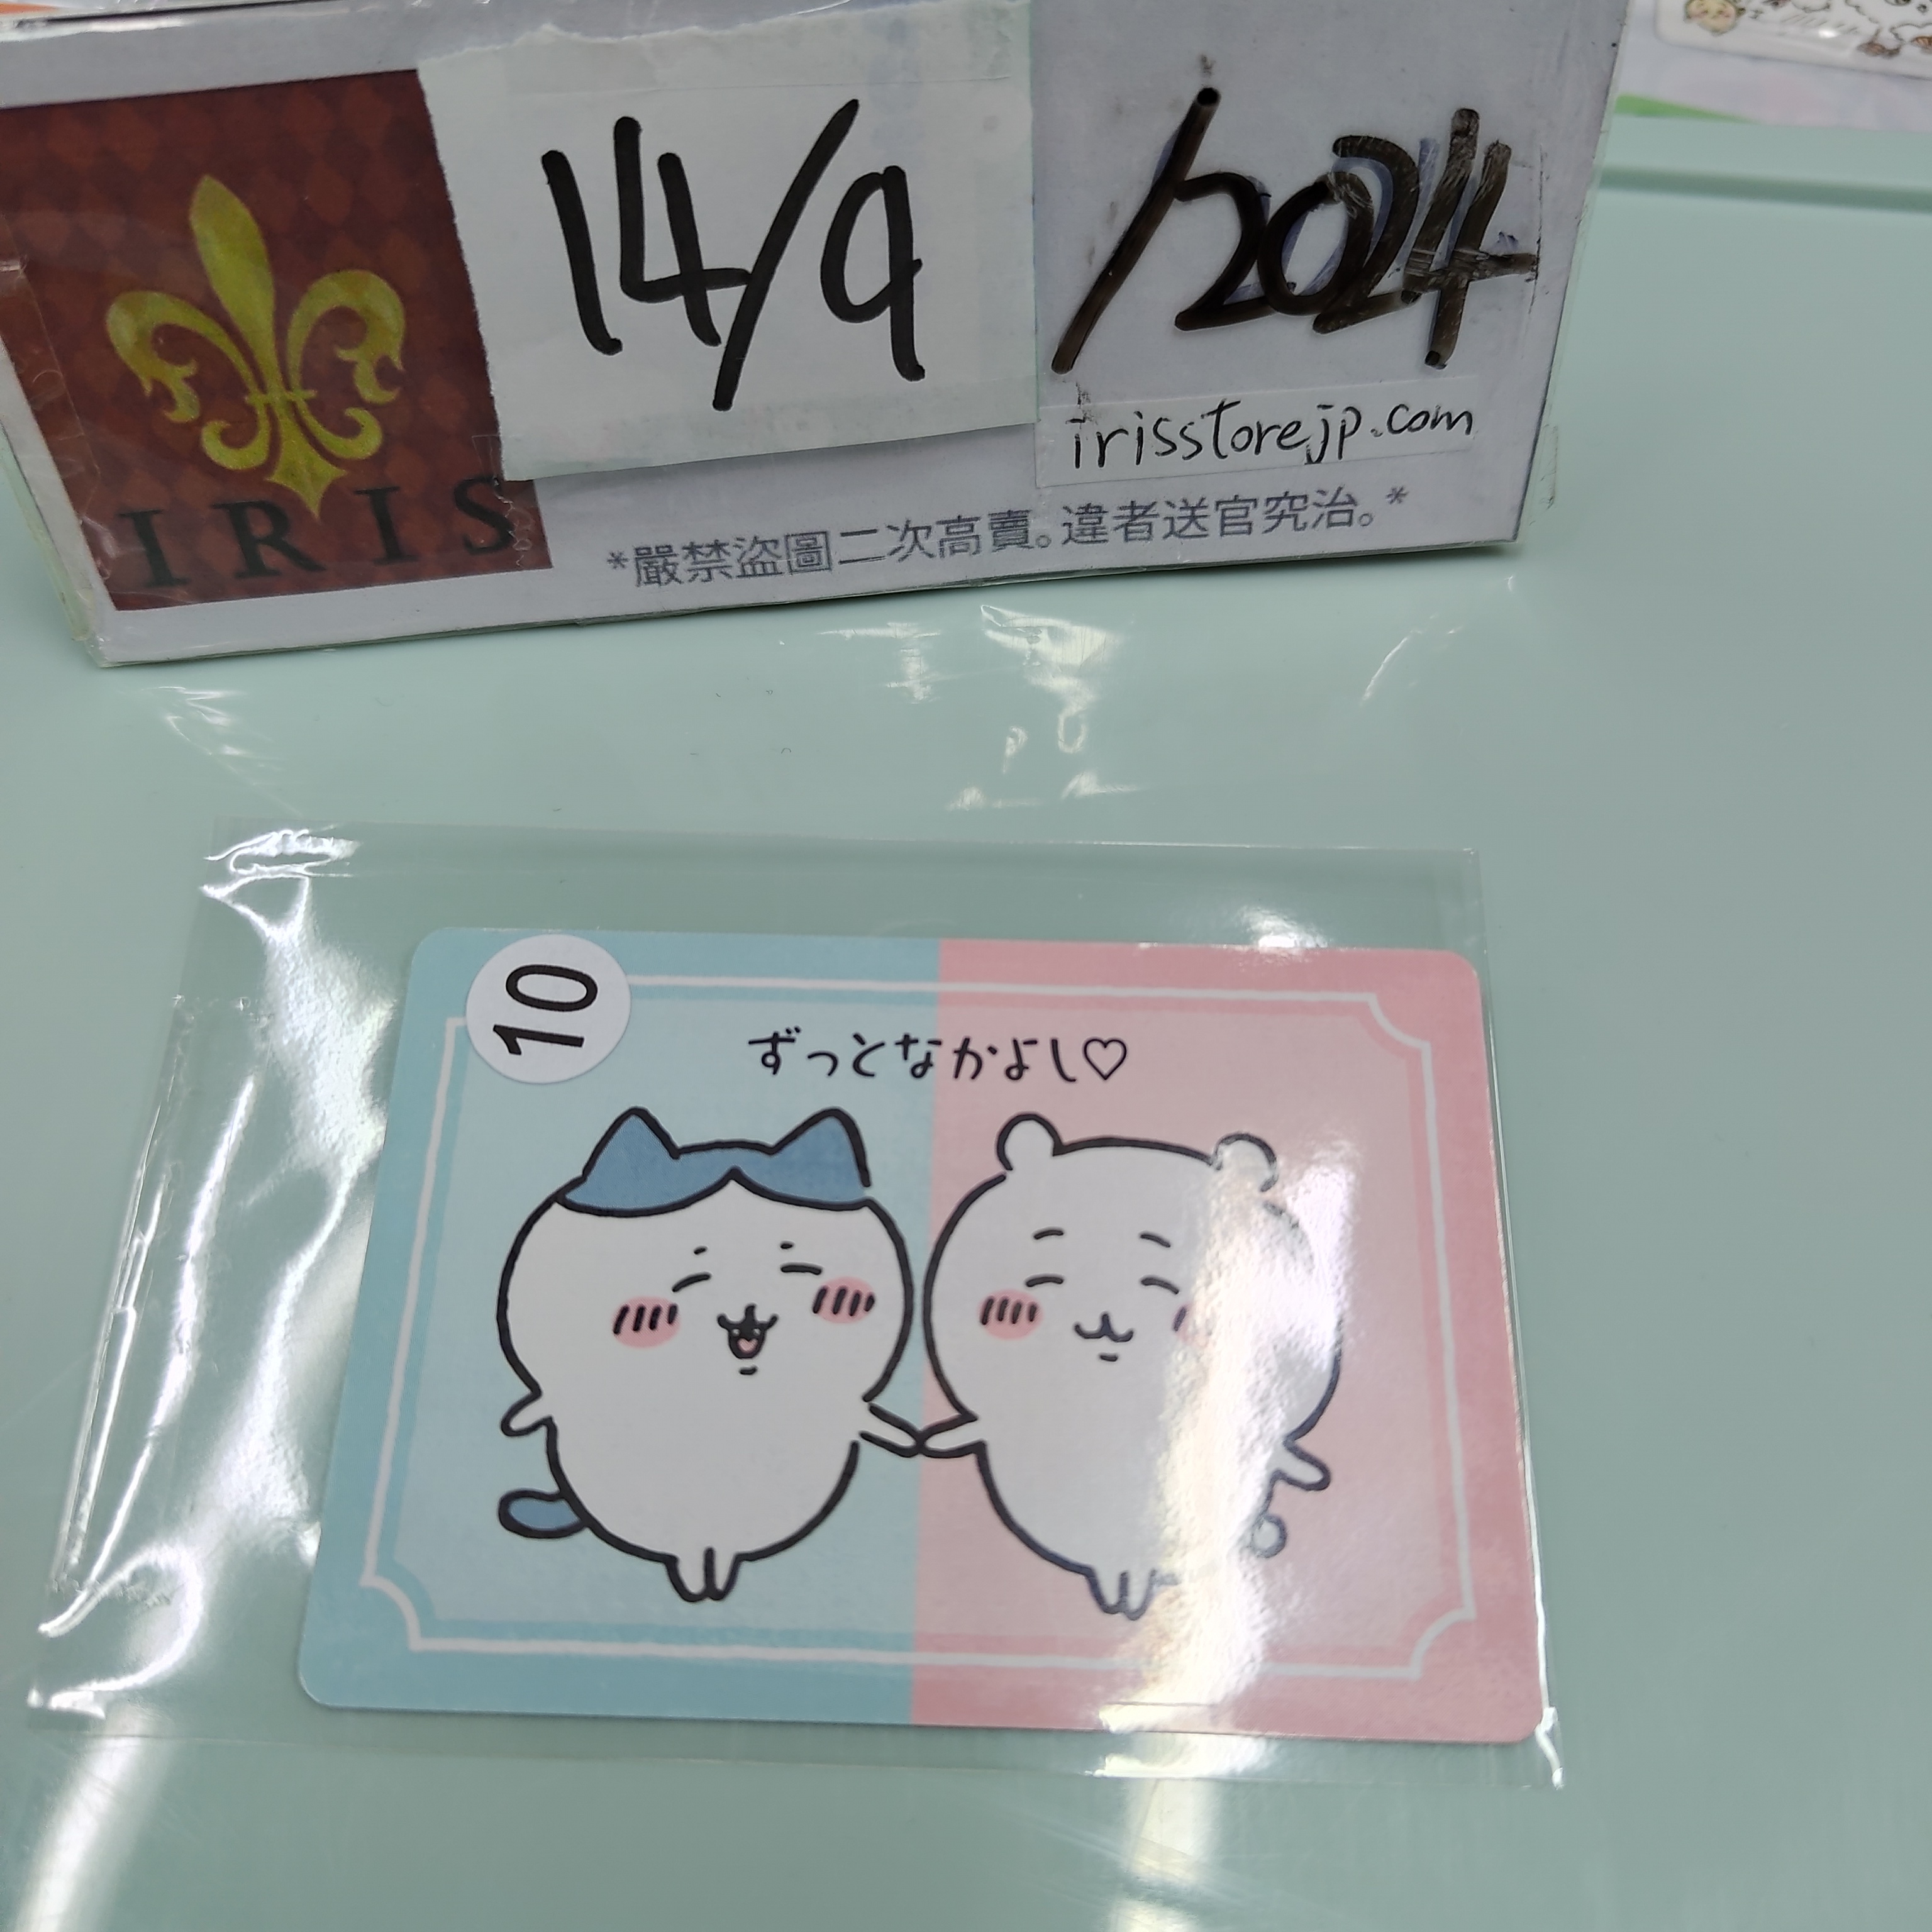 14/9 /2024
irisstorejp.com
IRIS
*嚴禁盜圖二次高賣。違者送官究治。*
10
ずっとなかよし♡